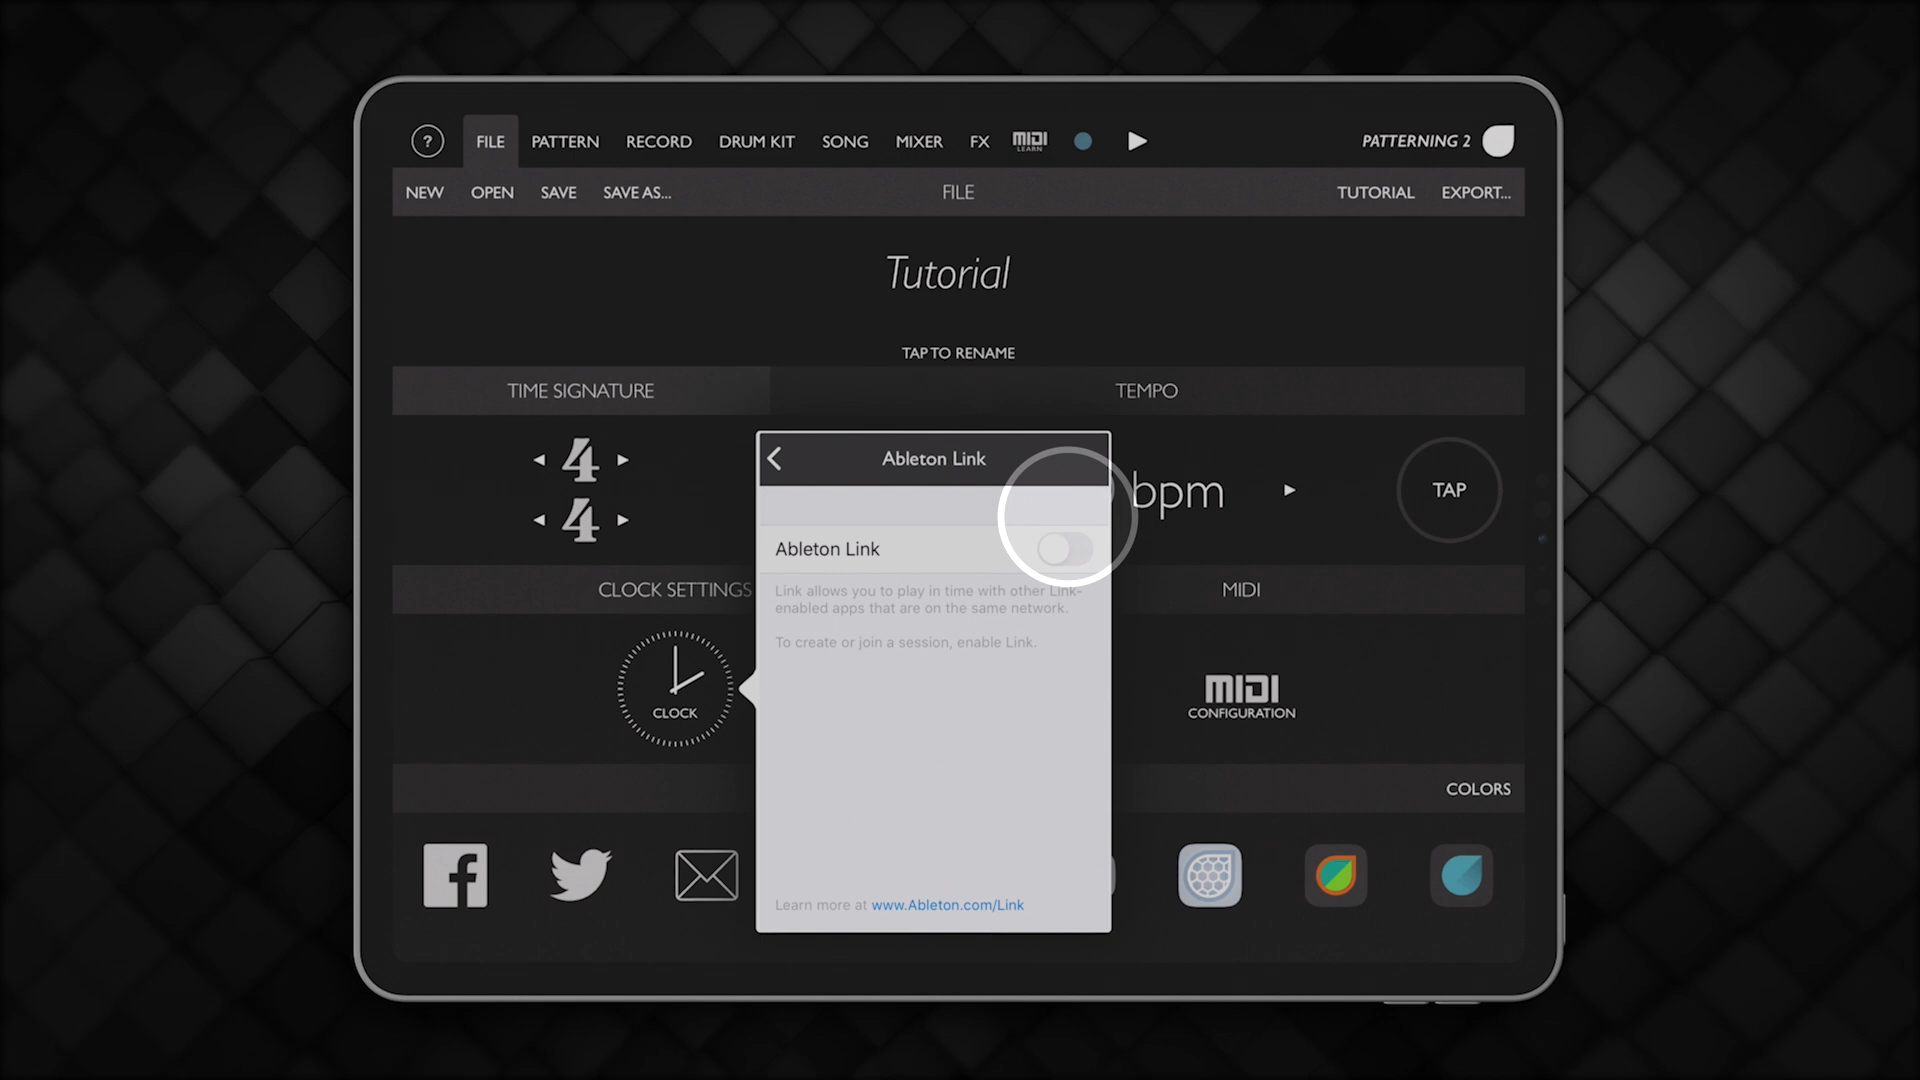 ?
FILE
PATTERN
RECORD
DRUM KIT
SONG
MIXER
FX
MIDI
LEARN
PATTERNING 2
NEW
OPEN
SAVE
SAVE AS...
FILE
TUTORIAL
EXPORT...
Tutorial
TAP TO RENAME
TIME SIGNATURE
TEMPO
4
4
bpm
TAP
Ableton Link
Ableton Link
Link allows you to play in time with other Link-
enabled apps that are on the same network.
To create or join a session, enable Link.
Learn more at www.Ableton.com/Link
CLOCK SETTINGS
MIDI
CLOCK
MIDI
CONFIGURATION
COLORS